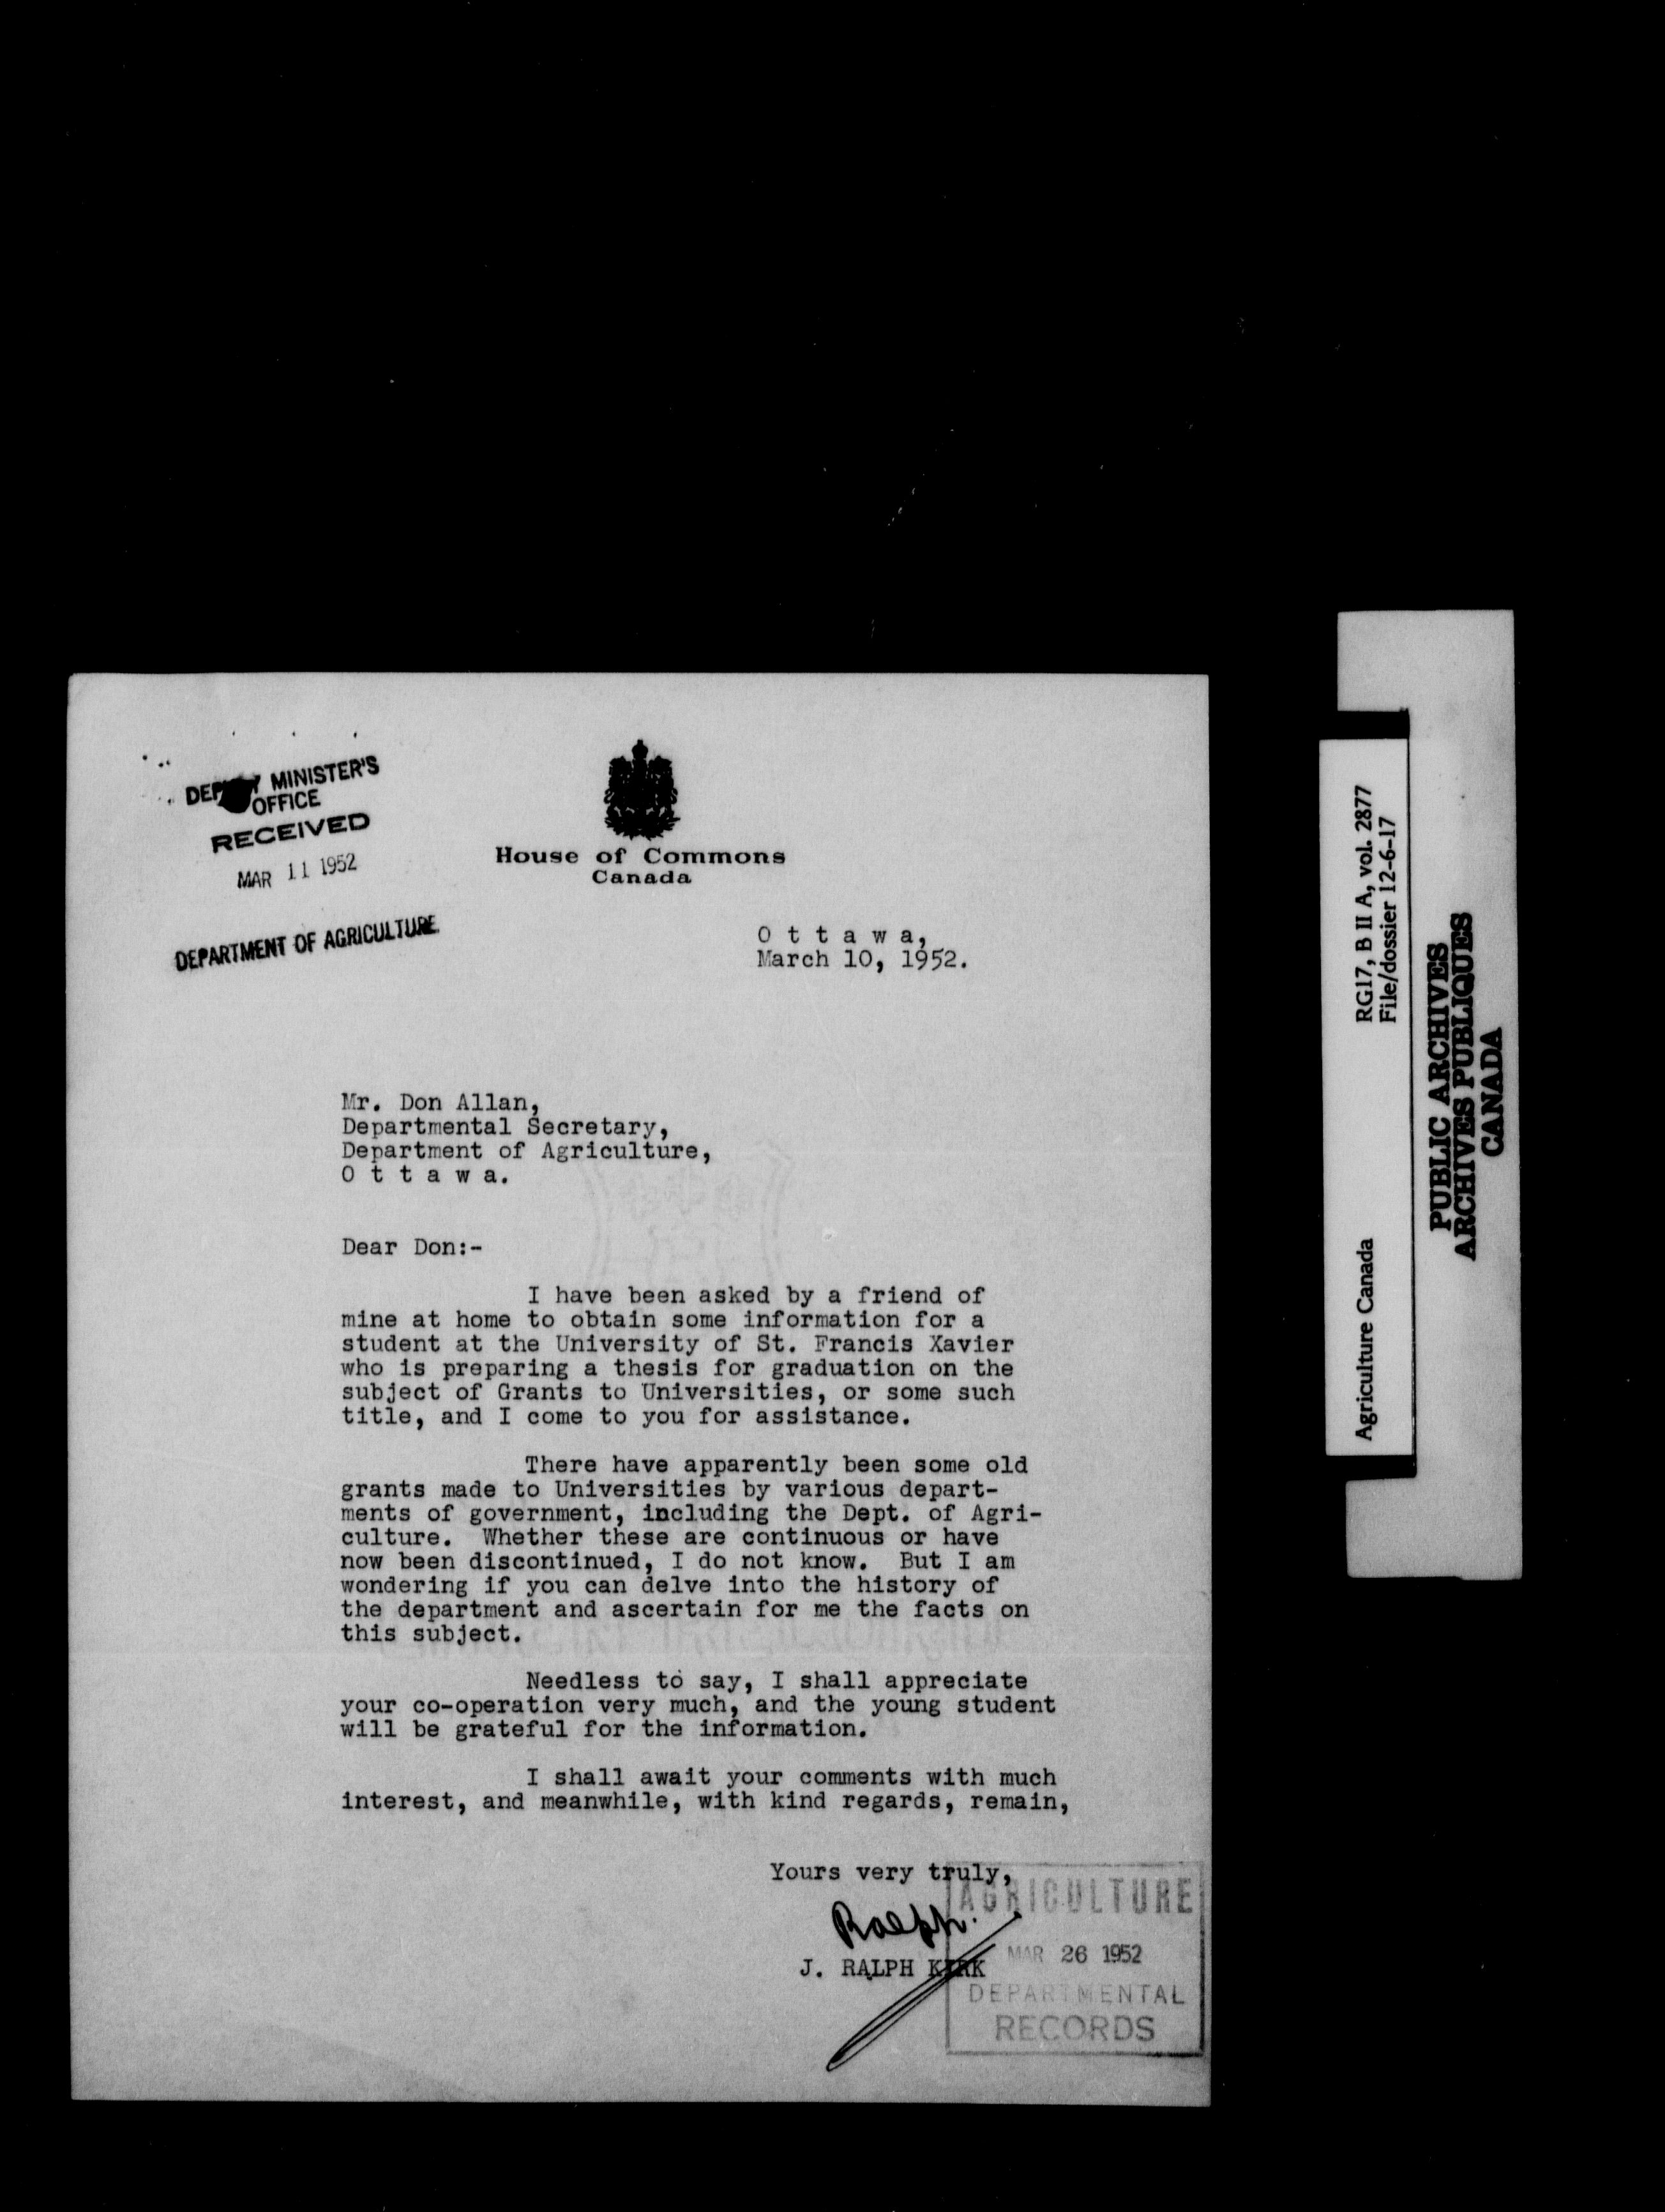 DEPUTY MINISTER'S
OFFICE
RECEIVED
MAR 11 1952
DEPARTMENT OF AGRICULTURE
House of Commons
Canada
O t t a w a,
March 10, 1952.
Mr. Don Allan,
Departmental Secretary,
Department of Agriculture,
O t t a w a.
Dear Don:-
I have been asked by a friend of
mine at home to obtain some information for a
student at the University of St. Francis Xavier
who is preparing a thesis for graduation on the
subject of Grants to Universities, or some such
title, and I come to you for assistance.
There have apparently been some old
grants made to Universities by various depart-
ments of government, including the Dept. of Agri-
culture. Whether these are continuous or have
now been discontinued, I do not know. But I am
wondering if you can delve into the history of
the department and ascertain for me the facts on
this subject.
Needless to say, I shall appreciate
your co-operation very much, and the young student
will be grateful for the information.
I shall await your comments with much
interest, and meanwhile, with kind regards, remain,
Yours very truly,
Ralph.
J. RALPH KIRK
AGRICULTURE
MAR 26 1952
DEPARTMENTAL
RECORDS
Agriculture Canada
RG17, B II A, vol. 2877
File/dossier 12-6-17
PUBLIC ARCHIVES
ARCHIVES PUBLIQUES
CANADA